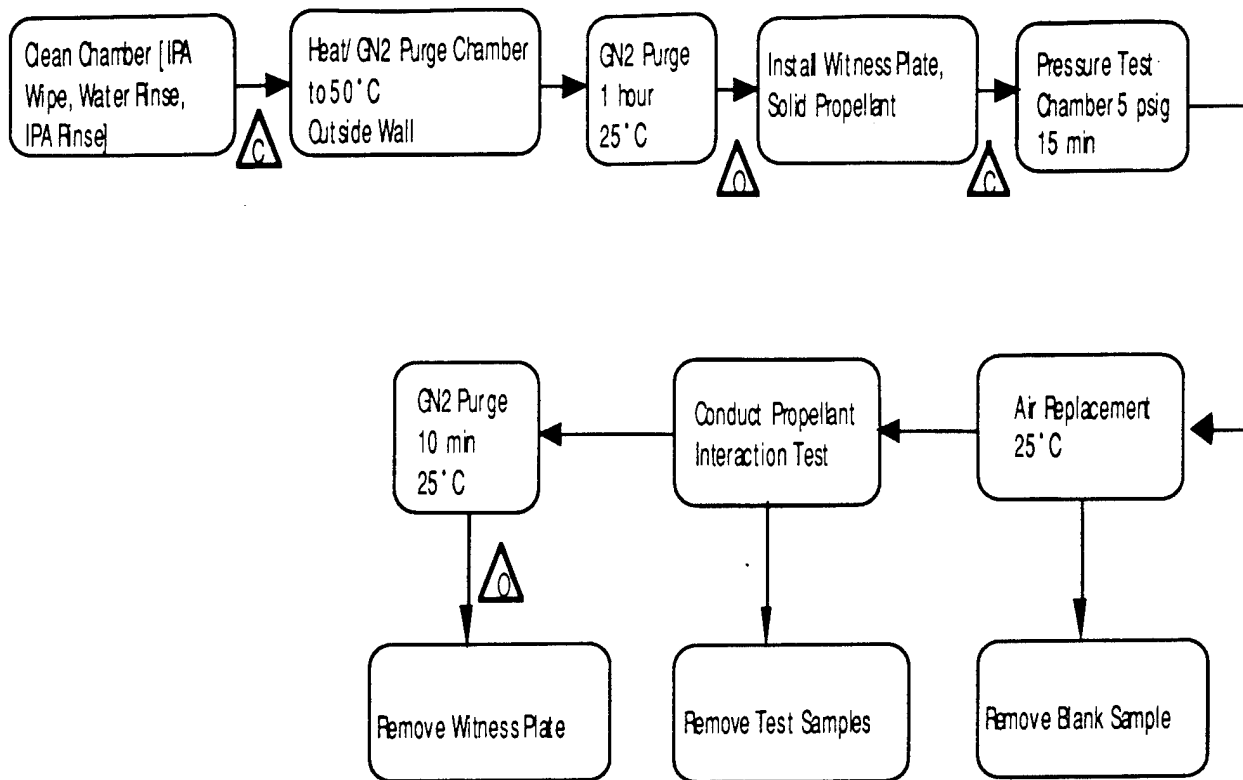 Clean Chamber [IPA
Wipe, Water Rinse,
IPA Rinse]
C
Heat/ GN2 Purge Chamber
to 50°C
Outside Wall
GN2 Purge
1 hour
25°C
O
Install Witness Plate,
Solid Propellant
C
Pressure Test
Chamber 5 psig
15 min
Air Replacement
25°C
Conduct Propellant
Interaction Test
GN2 Purge
10 min
25°C
O
Remove Witness Plate
Remove Test Samples
Remove Blank Sample